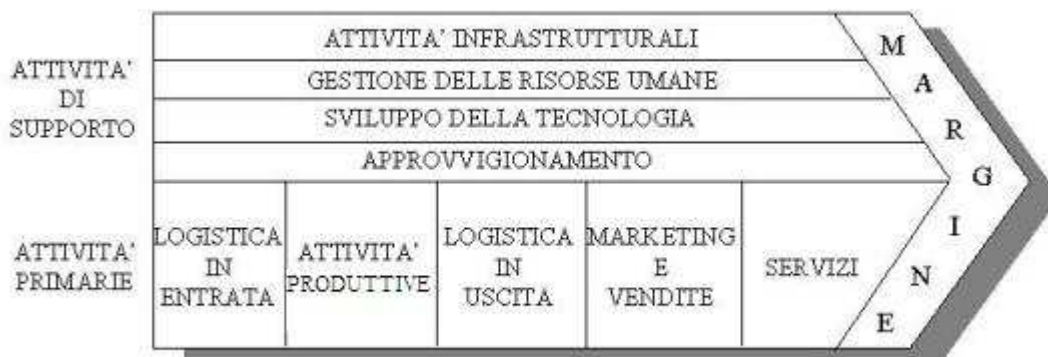 ATTIVITA' INFRASTRUTTURALI
GESTIONE DELLE RISORSE UMANE
SVILUPPO DELLA TECNOLOGIA
APPROVVIGIONAMENTO
ATTIVITA'
DI
SUPPORTO
ATTIVITA'
PRIMARIE
LOGISTICA
IN
ENTRATA
ATTIVITA'
PRODUTTIVE
LOGISTICA
IN
USCITA
MARKETING
E
VENDITE
SERVIZI
MARGINE